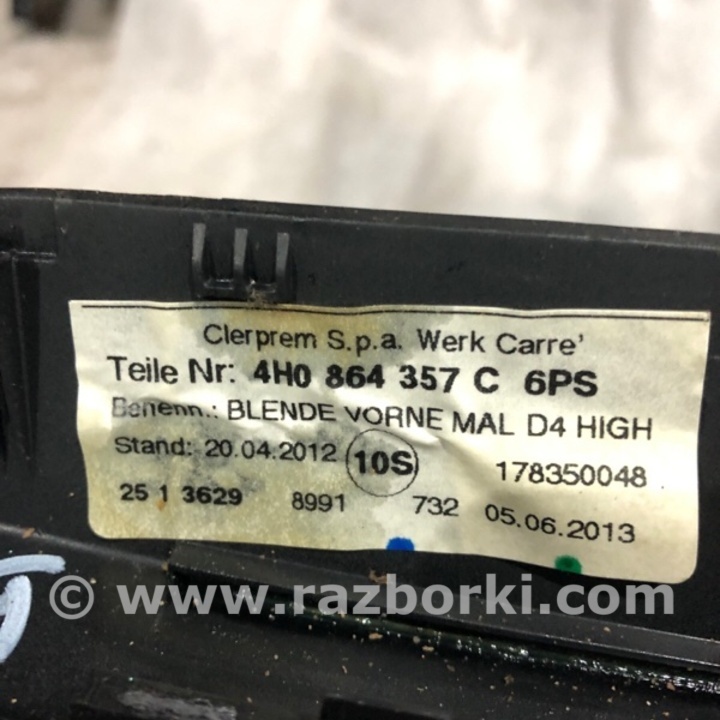 Clerprem S.p.a. Werk Carre'
Teile Nr: 4H0 864 357 C 6PS
Benenn.: BLENDE VORNE MAL D4 HIGH
Stand: 20.04.2012 10S 178350048
25 1 3629 8991 732 05.06.2013
© www.razborki.com